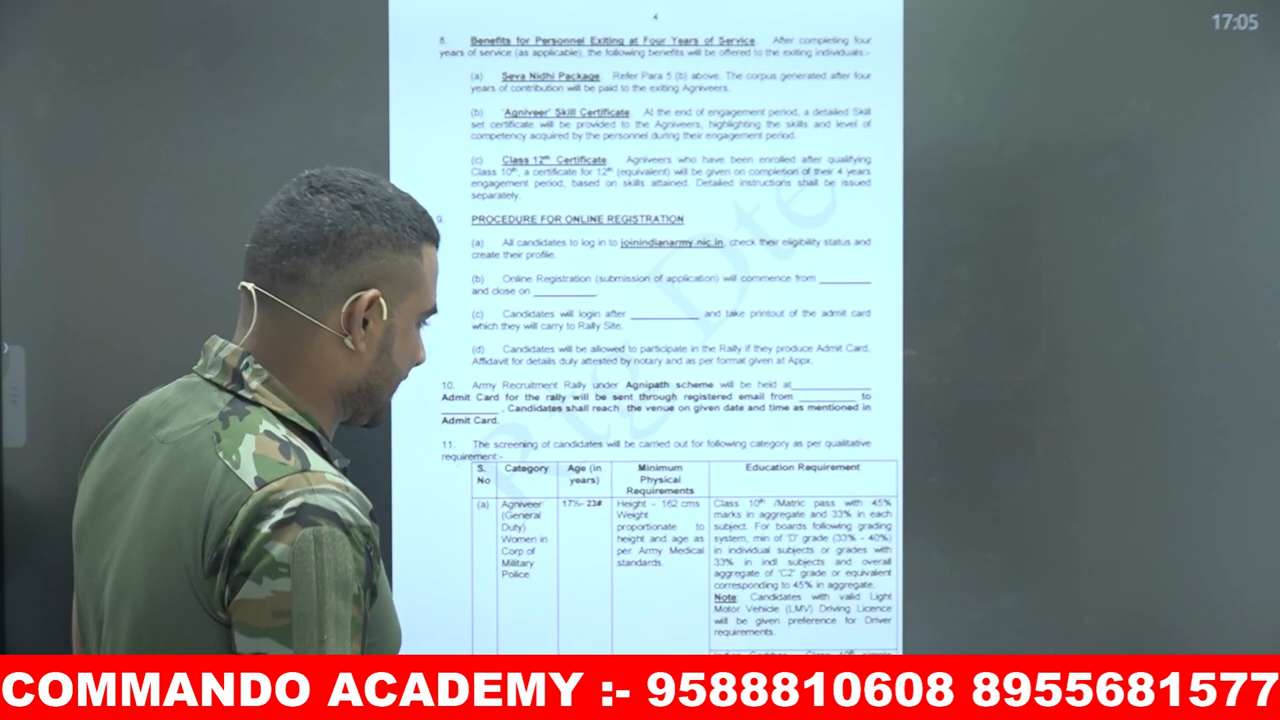 4
17:05
8. Benefits for Personnel Exiting at Four Years of Service. After completing four
years of service (as applicable), the following benefits will be offered to the exiting individuals:-
(a) Seva Nidhi Package. Refer Para 5 (b) above. The corpus generated after four
years of contribution will be paid to the exiting Agniveers.
(b) 'Agniveer' Skill Certificate. At the end of engagement period, a detailed Skill
set certificate will be provided to the Agniveers, highlighting the skills and level of
competency acquired by the personnel during their engagement period.
(c) Class 12th Certificate. Agniveers who have been enrolled after qualifying
Class 10th, a certificate for 12th (equivalent) will be given on completion of their 4 years
engagement period, based on skills attained. Detailed instructions shall be issued
separately.
9. PROCEDURE FOR ONLINE REGISTRATION
(a) All candidates to log in to joinindianarmy.nic.in, check their eligibility status and
create their profile.
(b) Online Registration (submission of application) will commence from ________
and close on __________.
(c) Candidates will login after ___________ and take printout of the admit card
which they will carry to Rally Site.
(d) Candidates will be allowed to participate in the Rally if they produce Admit Card,
Affidavit for details duly attested by notary and as per format given at Appx.
10. Army Recruitment Rally under Agnipath scheme will be held at_____________
Admit Card for the rally will be sent through registered email from _________ to
_________. Candidates shall reach the venue on given date and time as mentioned in
Admit Card.
11. The screening of candidates will be carried out for following category as per qualitative
requirement:-
S. No Category Age (in years) Minimum Physical Requirements Education Requirement
(a) Agniveer (General Duty) Women in Corp of Military Police
17½- 23#
Height - 162 cms
Weight
proportionate to
height and age as
per Army Medical
standards.
Class 10th /Matric pass with 45%
marks in aggregate and 33% in each
subject. For boards following grading
system, min of 'D' grade (33% - 40%)
in individual subjects or grades with
33% in indl subjects and overall
aggregate of 'C2' grade or equivalent
corresponding to 45% in aggregate.
Note: Candidates with valid Light
Motor Vehicle (LMV) Driving Licence
will be given preference for Driver
requirements.
Rtg Dte
COMMANDO ACADEMY :- 9588810608 8955681577